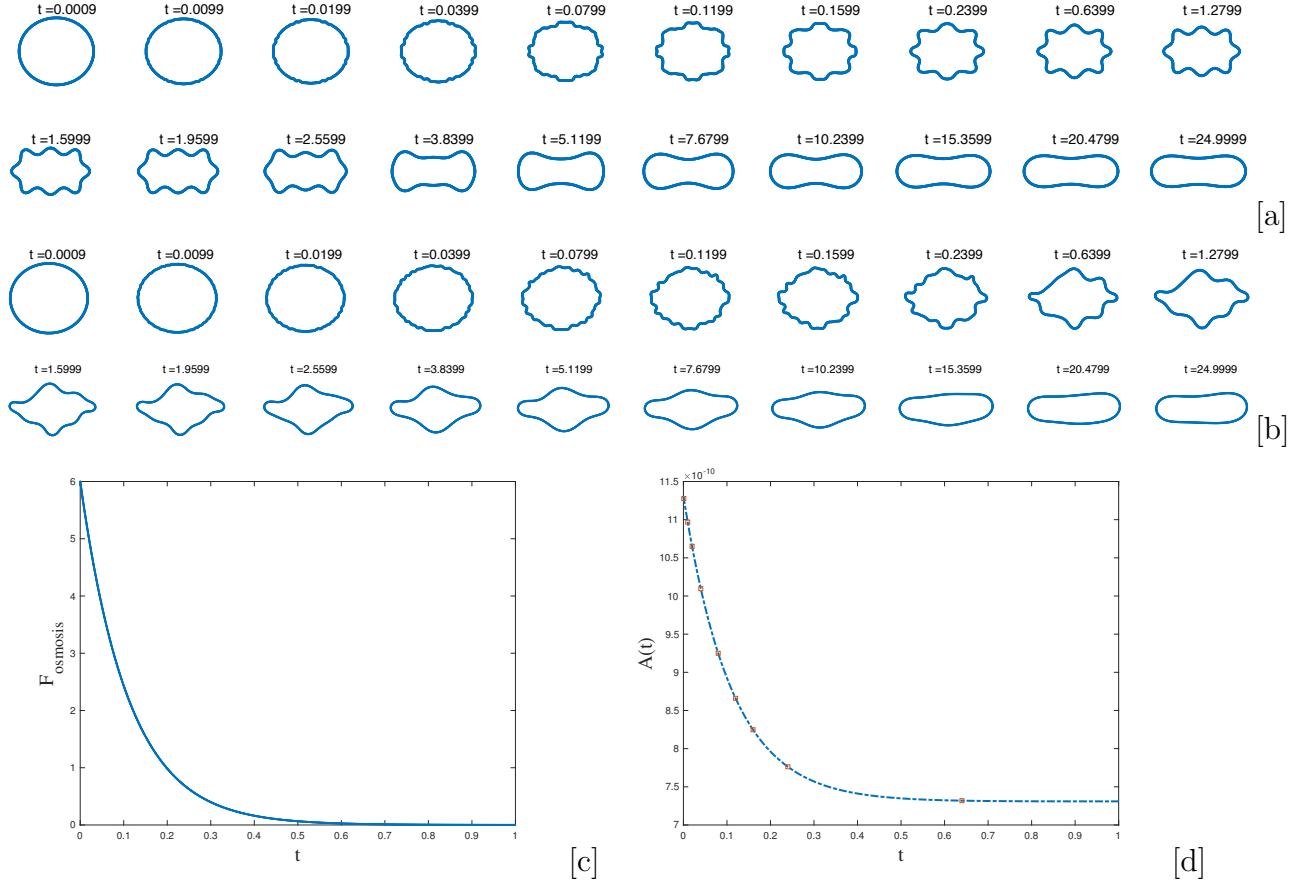 t =0.0009 t =0.0099 t =0.0199 t =0.0399 t =0.0799 t =0.1199 t =0.1599 t =0.2399 t =0.6399 t =1.2799
t =1.5999 t =1.9599 t =2.5599 t =3.8399 t =5.1199 t =7.6799 t =10.2399 t =15.3599 t =20.4799 t =24.9999
[a]
t =0.0009 t =0.0099 t =0.0199 t =0.0399 t =0.0799 t =0.1199 t =0.1599 t =0.2399 t =0.6399 t =1.2799
t =1.5999 t =1.9599 t =2.5599 t =3.8399 t =5.1199 t =7.6799 t =10.2399 t =15.3599 t =20.4799 t =24.9999
[b]
6
5
4
3
2
1
0
F osmosis
0 0.1 0.2 0.3 0.4 0.5 0.6 0.7 0.8 0.9 1
t
[c]
×10⁻¹⁰
11.5
11
10.5
10
9.5
9
8.5
8
7.5
7
A(t)
0 0.1 0.2 0.3 0.4 0.5 0.6 0.7 0.8 0.9 1
t
[d]